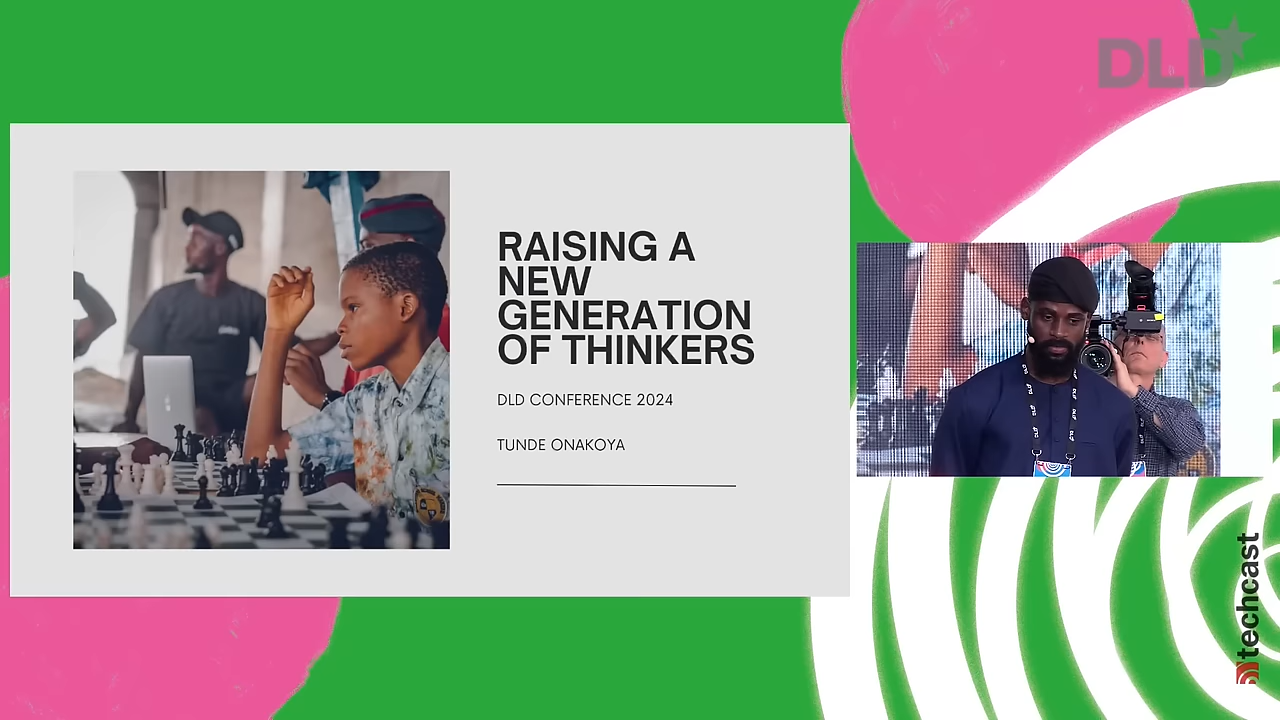 DLD
RAISING A
NEW
GENERATION
OF THINKERS
DLD CONFERENCE 2024
TUNDE ONAKOYA
techcast